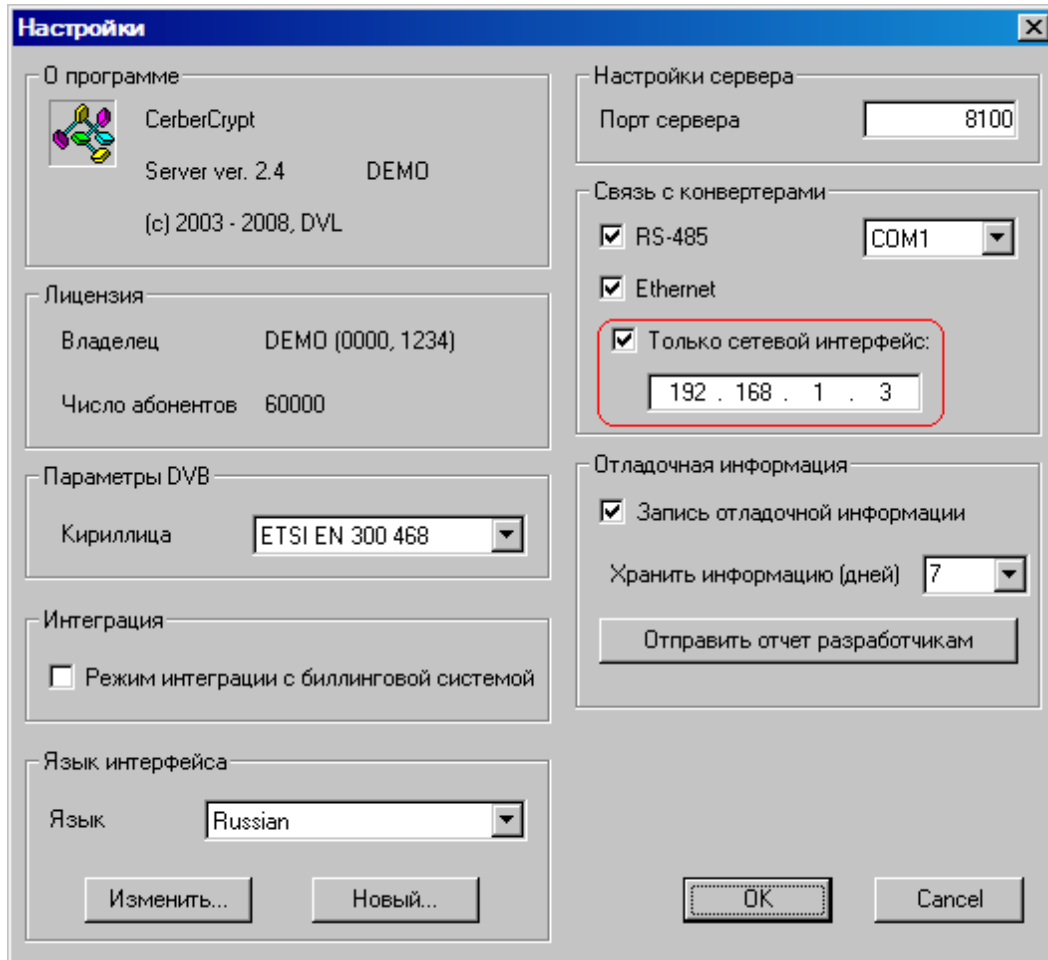 Настройки
О программе
CerberCrypt
Server ver. 2.4 DEMO
(c) 2003 - 2008, DVL
Лицензия
Владелец DEMO (0000, 1234)
Число абонентов 60000
Параметры DVB
Кириллица ETSI EN 300 468
Интеграция
Режим интеграции с биллинговой системой
Язык интерфейса
Язык Russian
Изменить... Новый...
Настройки сервера
Порт сервера 8100
Связь с конвертерами
RS-485 COM1
Ethernet
Только сетевой интерфейс:
192 . 168 . 1 . 3
Отладочная информация
Запись отладочной информации
Хранить информацию (дней) 7
Отправить отчет разработчикам
OK Cancel